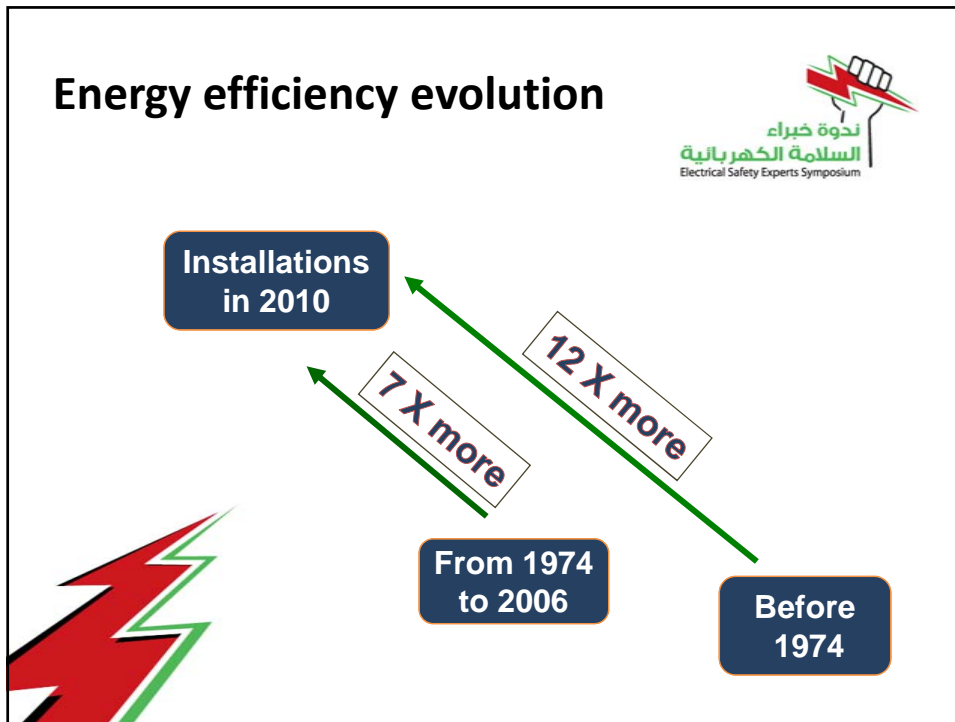 Energy efficiency evolution
ندوة خبراء
السلامة الكهربائية
Electrical Safety Experts Symposium
Installations
in 2010
12 X more
7 X more
From 1974
to 2006
Before
1974